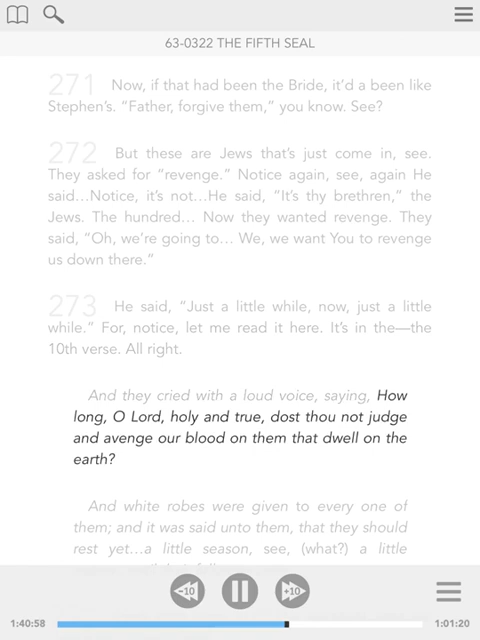 63-0322 THE FIFTH SEAL
271 Now, if that had been the Bride, it'd a been like
Stephen's. "Father, forgive them," you know. See?
272 But these are Jews that's just come in, see.
They asked for "revenge." Notice again, see, again He
said…Notice, it's not…He said, "It's thy brethren," the
Jews. The hundred… Now they wanted revenge. They
said, "Oh, we're going to… We, we want You to revenge
us down there."
273 He said, "Just a little while, now, just a little
while." For, notice, let me read it here. It's in the—the
10th verse. All right.
And they cried with a loud voice, saying, How
long, O Lord, holy and true, dost thou not judge
and avenge our blood on them that dwell on the
earth?
And white robes were given to every one of
them; and it was said unto them, that they should
rest yet…a little season, see, (what?) a little
-10 +10
1:40:58 1:01:20